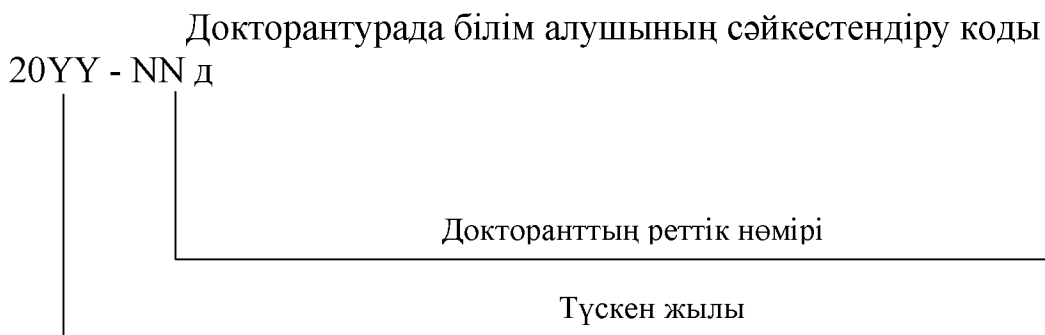 Докторантурада білім алушының сәйкестендіру коды
20YY - NN д
Докторанттың реттік нөмірі
Түскен жылы